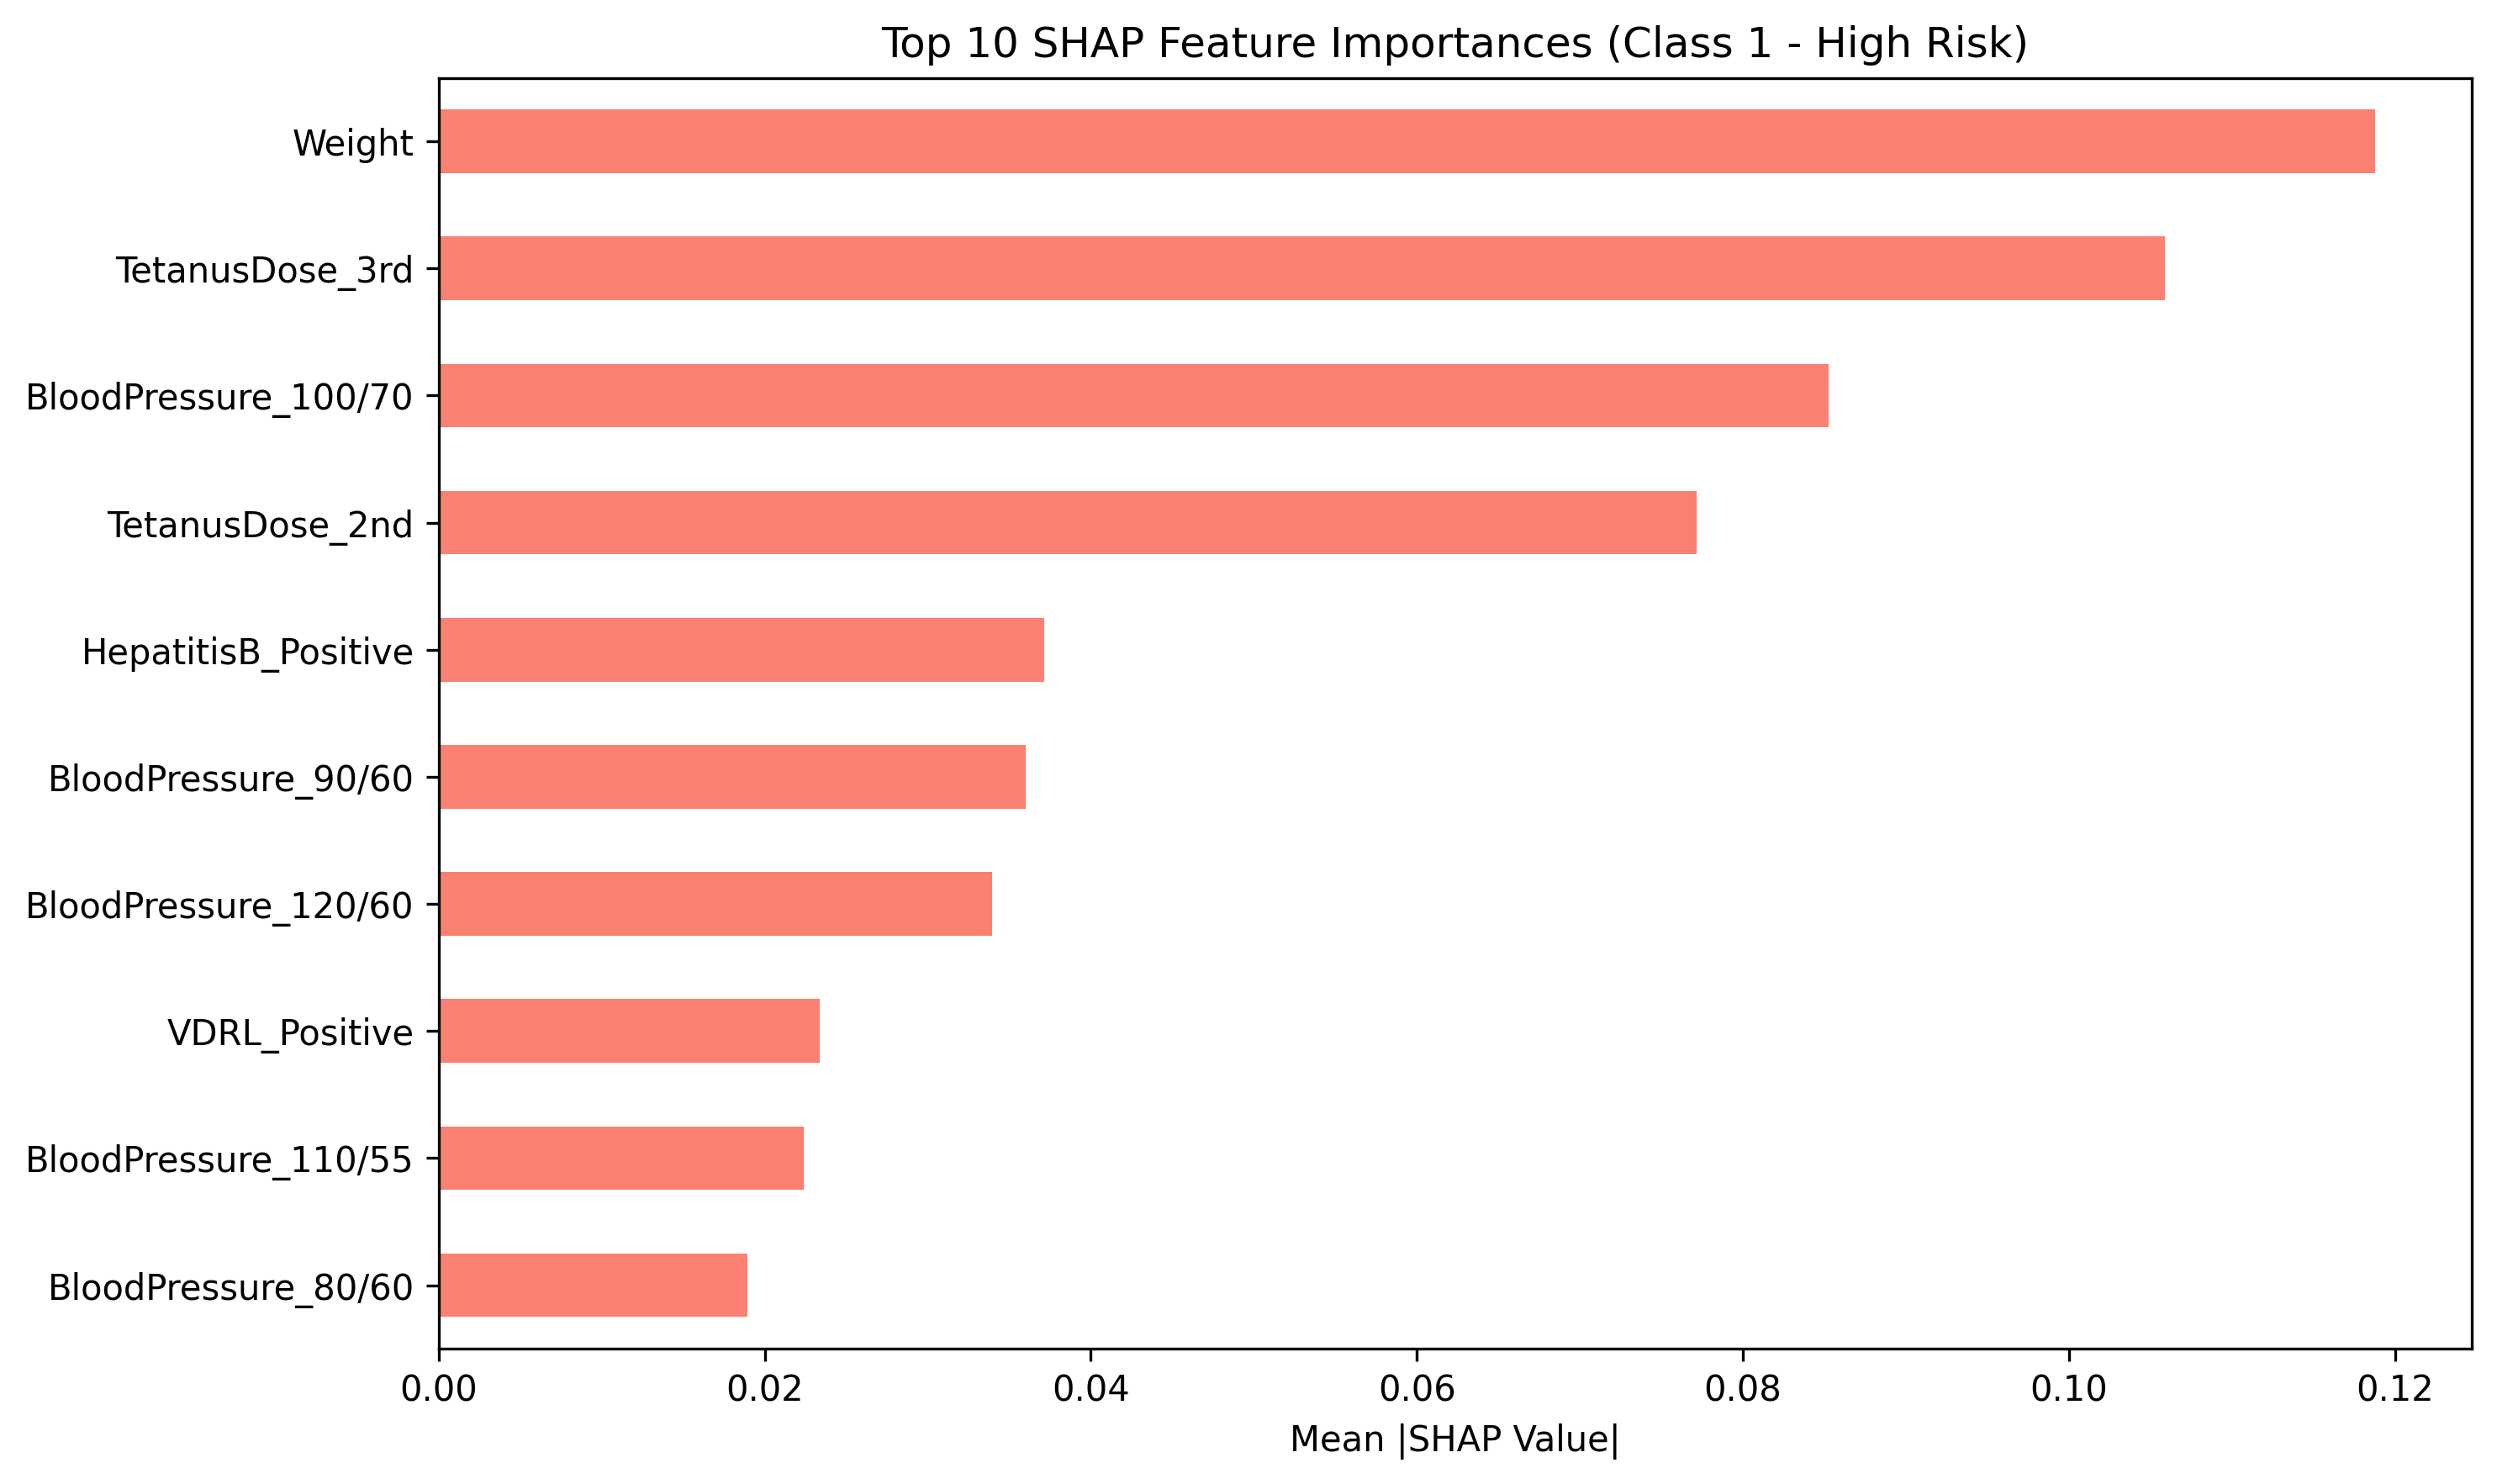 Top 10 SHAP Feature Importances (Class 1 - High Risk)
Weight
TetanusDose_3rd
BloodPressure_100/70
TetanusDose_2nd
HepatitisB_Positive
BloodPressure_90/60
BloodPressure_120/60
VDRL_Positive
BloodPressure_110/55
BloodPressure_80/60
0.00 0.02 0.04 0.06 0.08 0.10 0.12
Mean |SHAP Value|